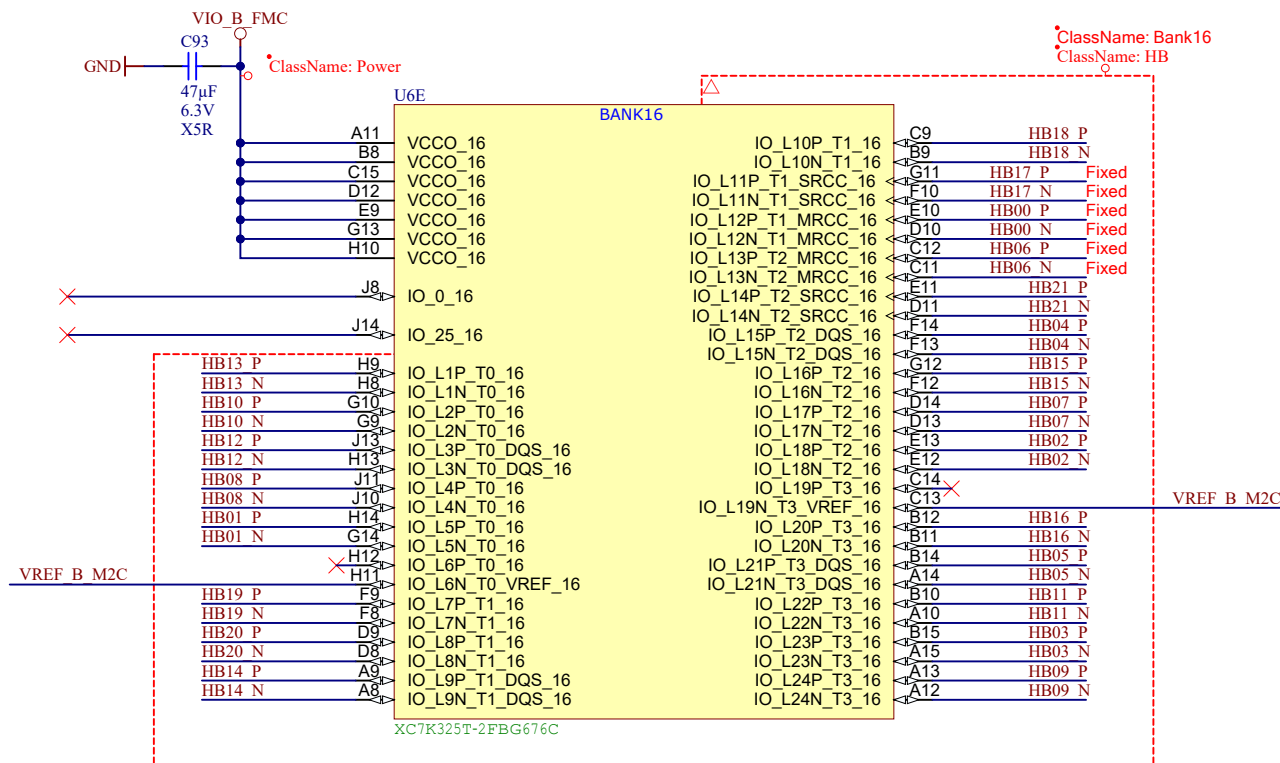 VIO_B_FMC
C93
GND
47µF
6.3V
X5R
ClassName: Power
ClassName: Bank16
ClassName: HB
U6E
BANK16
A11 VCCO_16
B8 VCCO_16
C15 VCCO_16
D12 VCCO_16
E9 VCCO_16
G13 VCCO_16
H10 VCCO_16
J8 IO_0_16
J14 IO_25_16
HB13_P H9 IO_L1P_T0_16
HB13_N H8 IO_L1N_T0_16
HB10_P G10 IO_L2P_T0_16
HB10_N G9 IO_L2N_T0_16
HB12_P J13 IO_L3P_T0_DQS_16
HB12_N H13 IO_L3N_T0_DQS_16
HB08_P J11 IO_L4P_T0_16
HB08_N J10 IO_L4N_T0_16
HB01_P H14 IO_L5P_T0_16
HB01_N G14 IO_L5N_T0_16
H12 IO_L6P_T0_16
VREF_B_M2C H11 IO_L6N_T0_VREF_16
HB19_P F9 IO_L7P_T1_16
HB19_N F8 IO_L7N_T1_16
HB20_P D9 IO_L8P_T1_16
HB20_N D8 IO_L8N_T1_16
HB14_P A9 IO_L9P_T1_DQS_16
HB14_N A8 IO_L9N_T1_DQS_16
IO_L10P_T1_16 C9 HB18_P
IO_L10N_T1_16 B9 HB18_N
IO_L11P_T1_SRCC_16 G11 HB17_P Fixed
IO_L11N_T1_SRCC_16 F10 HB17_N Fixed
IO_L12P_T1_MRCC_16 E10 HB00_P Fixed
IO_L12N_T1_MRCC_16 D10 HB00_N Fixed
IO_L13P_T2_MRCC_16 C12 HB06_P Fixed
IO_L13N_T2_MRCC_16 C11 HB06_N Fixed
IO_L14P_T2_SRCC_16 E11 HB21_P
IO_L14N_T2_SRCC_16 D11 HB21_N
IO_L15P_T2_DQS_16 F14 HB04_P
IO_L15N_T2_DQS_16 F13 HB04_N
IO_L16P_T2_16 G12 HB15_P
IO_L16N_T2_16 F12 HB15_N
IO_L17P_T2_16 D14 HB07_P
IO_L17N_T2_16 D13 HB07_N
IO_L18P_T2_16 E13 HB02_P
IO_L18N_T2_16 E12 HB02_N
IO_L19P_T3_16 C14
IO_L19N_T3_VREF_16 C13 VREF_B_M2C
IO_L20P_T3_16 B12 HB16_P
IO_L20N_T3_16 B11 HB16_N
IO_L21P_T3_DQS_16 B14 HB05_P
IO_L21N_T3_DQS_16 A14 HB05_N
IO_L22P_T3_16 B10 HB11_P
IO_L22N_T3_16 A10 HB11_N
IO_L23P_T3_16 B15 HB03_P
IO_L23N_T3_16 A15 HB03_N
IO_L24P_T3_16 A13 HB09_P
IO_L24N_T3_16 A12 HB09_N
XC7K325T-2FBG676C